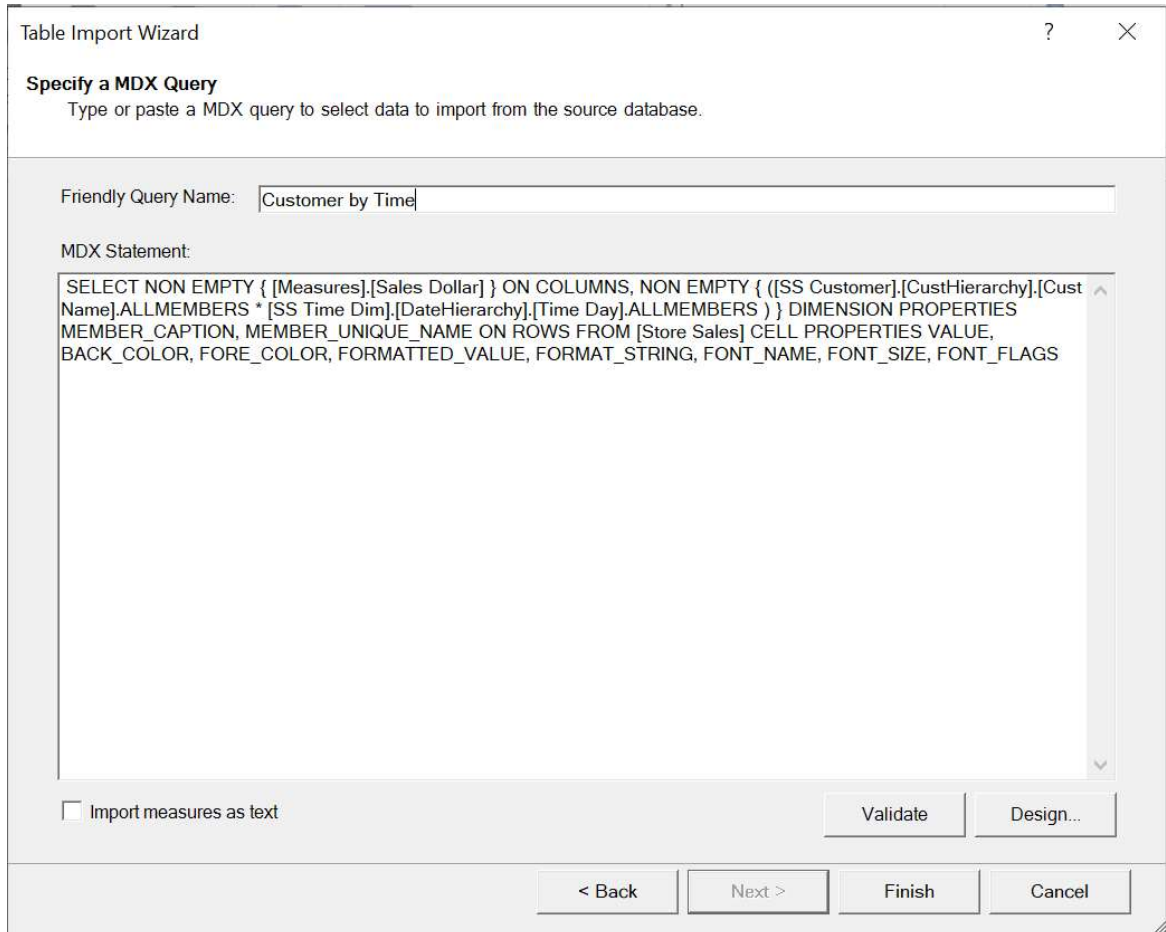 Table Import Wizard
?
Specify a MDX Query
Type or paste a MDX query to select data to import from the source database.
Friendly Query Name: Customer by Time
MDX Statement:
SELECT NON EMPTY { [Measures].[Sales Dollar] } ON COLUMNS, NON EMPTY { ([SS Customer].[CustHierarchy].[Cust
Name].ALLMEMBERS * [SS Time Dim].[DateHierarchy].[Time Day].ALLMEMBERS ) } DIMENSION PROPERTIES
MEMBER_CAPTION, MEMBER_UNIQUE_NAME ON ROWS FROM [Store Sales] CELL PROPERTIES VALUE,
BACK_COLOR, FORE_COLOR, FORMATTED_VALUE, FORMAT_STRING, FONT_NAME, FONT_SIZE, FONT_FLAGS
Import measures as text
Validate Design...
< Back Next > Finish Cancel